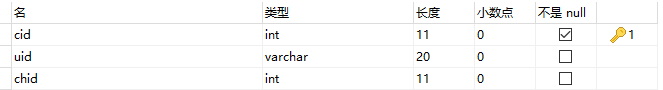 名 类型 长度 小数点 不是 null
cid int 11 0 1
uid varchar 20 0
chid int 11 0